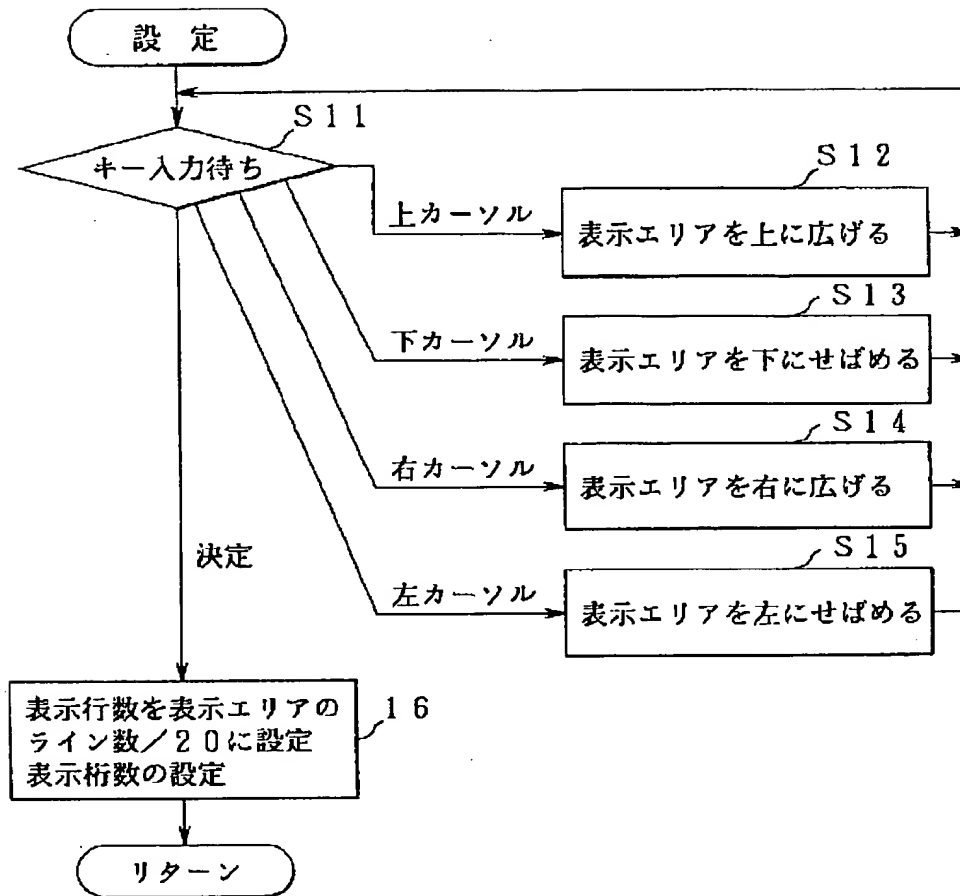 設 定
S11
キー入力待ち
S12
上カーソル
表示エリアを上に広げる
S13
下カーソル
表示エリアを下にせばめる
S14
右カーソル
表示エリアを右に広げる
S15
左カーソル
表示エリアを左にせばめる
決定
16
表示行数を表示エリアの
ライン数/20に設定
表示桁数の設定
リターン